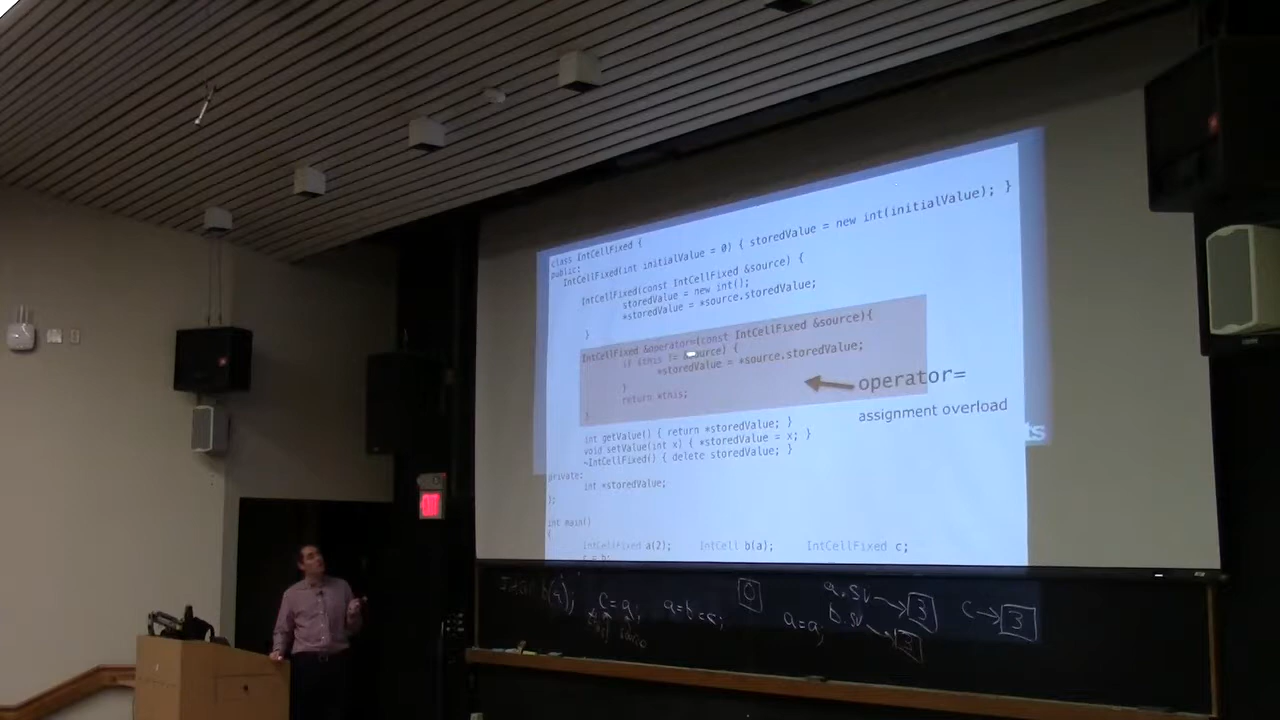 class IntCellFixed {
public:
IntCellFixed(int initialValue = 0) { storedValue = new int(initialValue); }
IntCellFixed(const IntCellFixed &source) {
storedValue = new int();
*storedValue = *source.storedValue;
}
IntCellFixed &operator=(const IntCellFixed &source){
if (this != &source) {
*storedValue = *source.storedValue;
}
return *this;
}
operator=
assignment overload
ts
int getValue() { return *storedValue; }
void setValue(int x) { *storedValue = x; }
~IntCellFixed() { delete storedValue; }
private:
int *storedValue;
};
int main()
{
IntCellFixed a(2); IntCell b(a); IntCellFixed c;
c = b;
c = a; a=b=c; 0 a=a;
a.sv → 3 c → 3
b.sv →